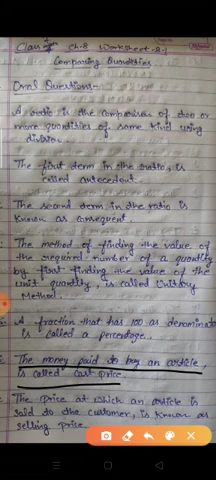 Class 7 Ch-8 Worksheet-8.1
Comparing Quantities
Oral Questions-
A ratio is the comparison of two or
more quantities of same kind using
division.
The first term in the ratio, is
called antecedent.
The second term in the ratio is
known as consequent.
The method of finding the value of
the required number of a quantity
by first finding the value of the
unit quantity, is called Unitary
Method.
A fraction that has 100 as denominator
is called a percentage.
The money paid to buy an article,
is called cost price.
The price at which an article is
said to the customer, is known as
selling price.